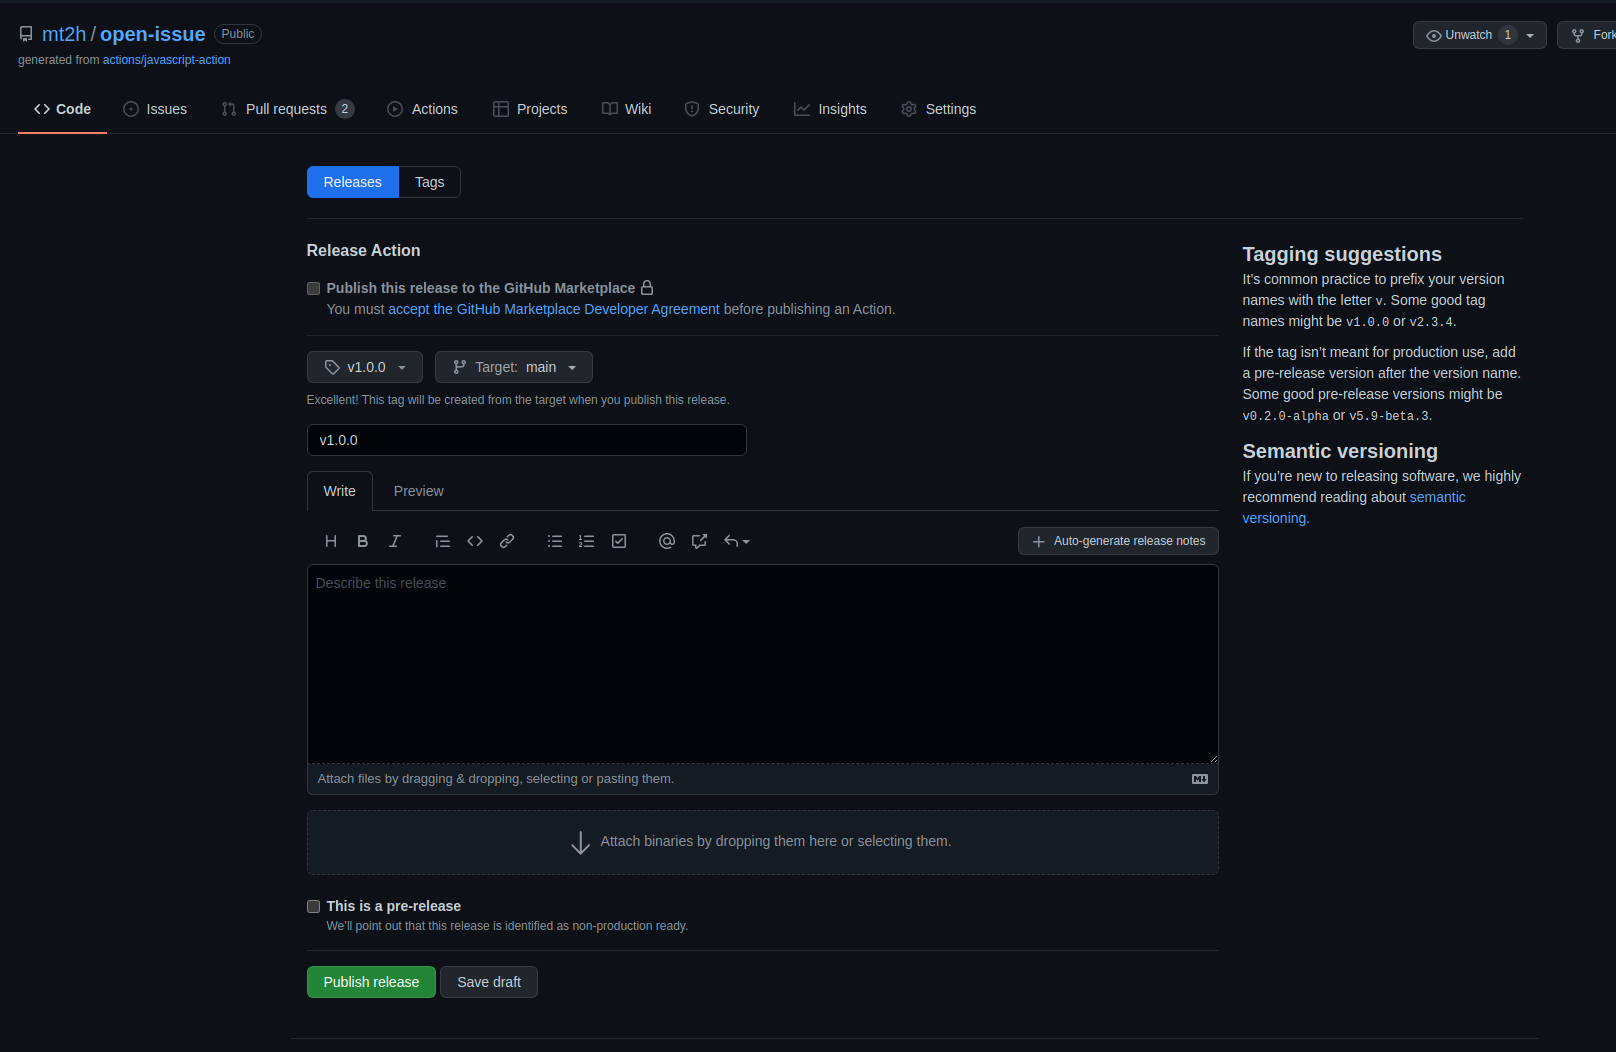 mt2h / open-issue Public
Unwatch 1
Fork
generated from actions/javascript-action
Code
Issues
Pull requests 2
Actions
Projects
Wiki
Security
Insights
Settings
Releases
Tags
Release Action
Publish this release to the GitHub Marketplace
You must accept the GitHub Marketplace Developer Agreement before publishing an Action.
v1.0.0
Target: main
Excellent! This tag will be created from the target when you publish this release.
v1.0.0
Write
Preview
Auto-generate release notes
Describe this release
Attach files by dragging & dropping, selecting or pasting them.
Attach binaries by dropping them here or selecting them.
This is a pre-release
We’ll point out that this release is identified as non-production ready.
Publish release
Save draft
Tagging suggestions
It’s common practice to prefix your version
names with the letter v. Some good tag
names might be v1.0.0 or v2.3.4.
If the tag isn’t meant for production use, add
a pre-release version after the version name.
Some good pre-release versions might be
v0.2.0-alpha or v5.9-beta.3.
Semantic versioning
If you’re new to releasing software, we highly
recommend reading about semantic
versioning.